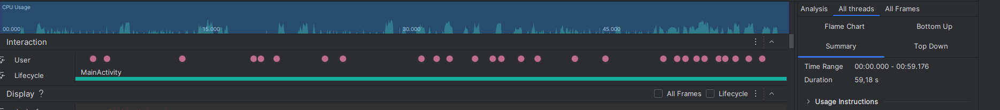 CPU Usage
00.000 15.000 30.000 45.000
Interaction
User
Lifecycle
MainActivity
Display ? All Frames Lifecycle
Analysis All threads All Frames
Flame Chart Bottom Up
Summary Top Down
Time Range 00:00.000 - 00:59.176
Duration 59,18 s
Usage Instructions